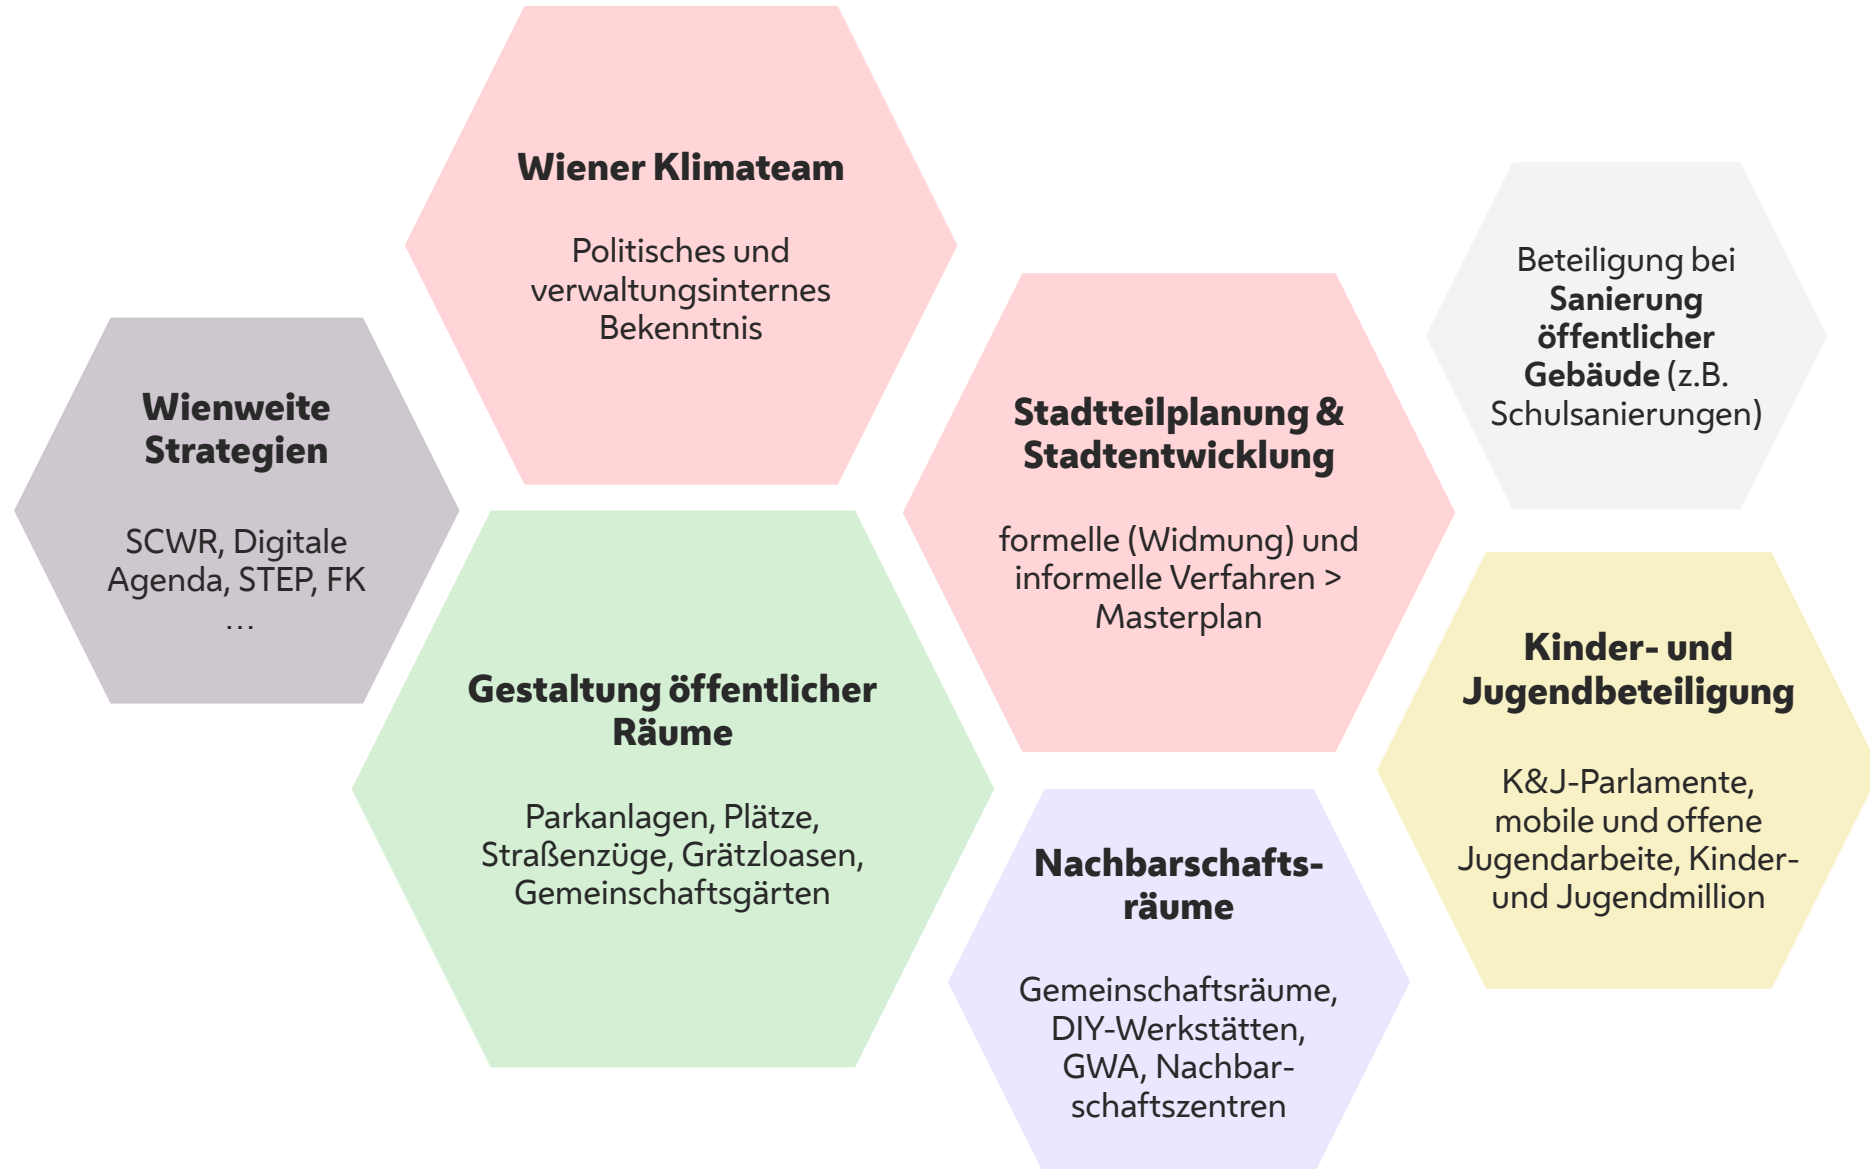 Wiener Klimateam
Politisches und
verwaltungsinternes
Bekenntnis
Wienweite
Strategien
SCWR, Digitale
Agenda, STEP, FK
…
Gestaltung öffentlicher
Räume
Parkanlagen, Plätze,
Straßenzüge, Grätzloasen,
Gemeinschaftsgärten
Stadtteilplanung &
Stadtentwicklung
formelle (Widmung) und
informelle Verfahren >
Masterplan
Nachbarschafts-
räume
Gemeinschaftsräume,
DIY-Werkstätten,
GWA, Nachbar-
schaftszentren
Beteiligung bei
Sanierung
öffentlicher
Gebäude (z.B.
Schulsanierungen)
Kinder- und
Jugendbeteiligung
K&J-Parlamente,
mobile und offene
Jugendarbeite, Kinder-
und Jugendmillion